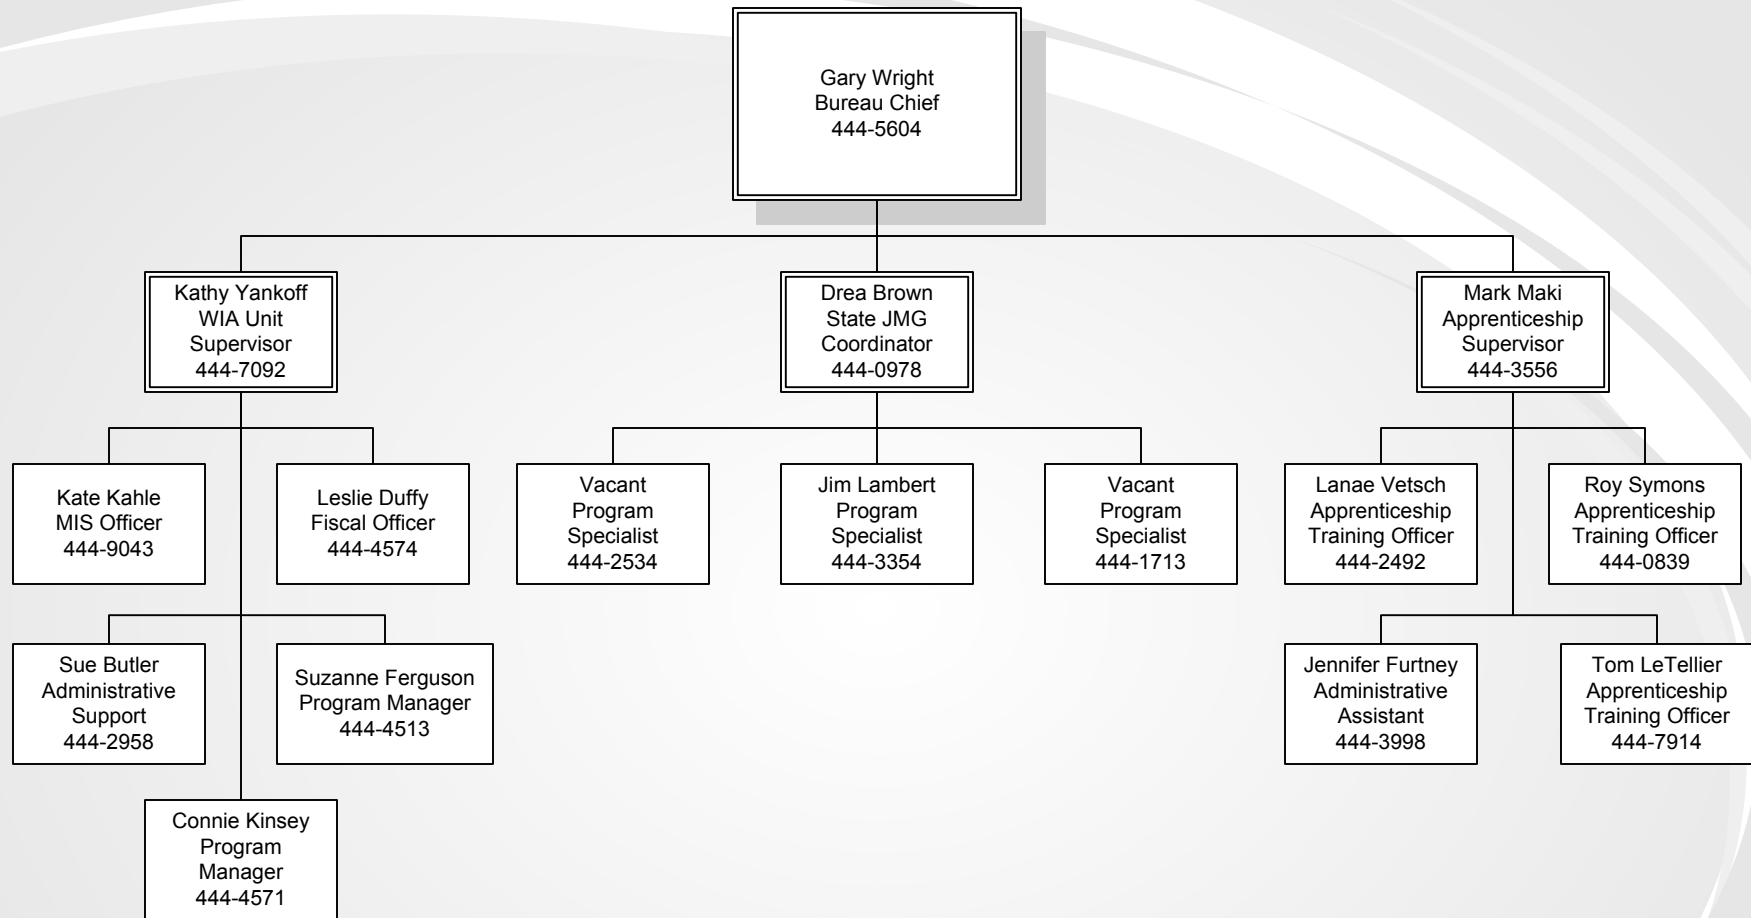 Gary Wright
Bureau Chief
444-5604
Kathy Yankoff
WIA Unit
Supervisor
444-7092
Drea Brown
State JMG
Coordinator
444-0978
Mark Maki
Apprenticeship
Supervisor
444-3556
Kate Kahle
MIS Officer
444-9043
Leslie Duffy
Fiscal Officer
444-4574
Vacant
Program
Specialist
444-2534
Jim Lambert
Program
Specialist
444-3354
Vacant
Program
Specialist
444-1713
Lanae Vetsch
Apprenticeship
Training Officer
444-2492
Roy Symons
Apprenticeship
Training Officer
444-0839
Sue Butler
Administrative
Support
444-2958
Suzanne Ferguson
Program Manager
444-4513
Jennifer Furtney
Administrative
Assistant
444-3998
Tom LeTellier
Apprenticeship
Training Officer
444-7914
Connie Kinsey
Program
Manager
444-4571